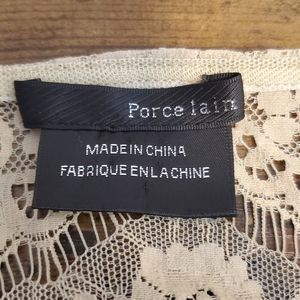 Porcelain
MADE IN CHINA
FABRIQUE EN LA CHINE